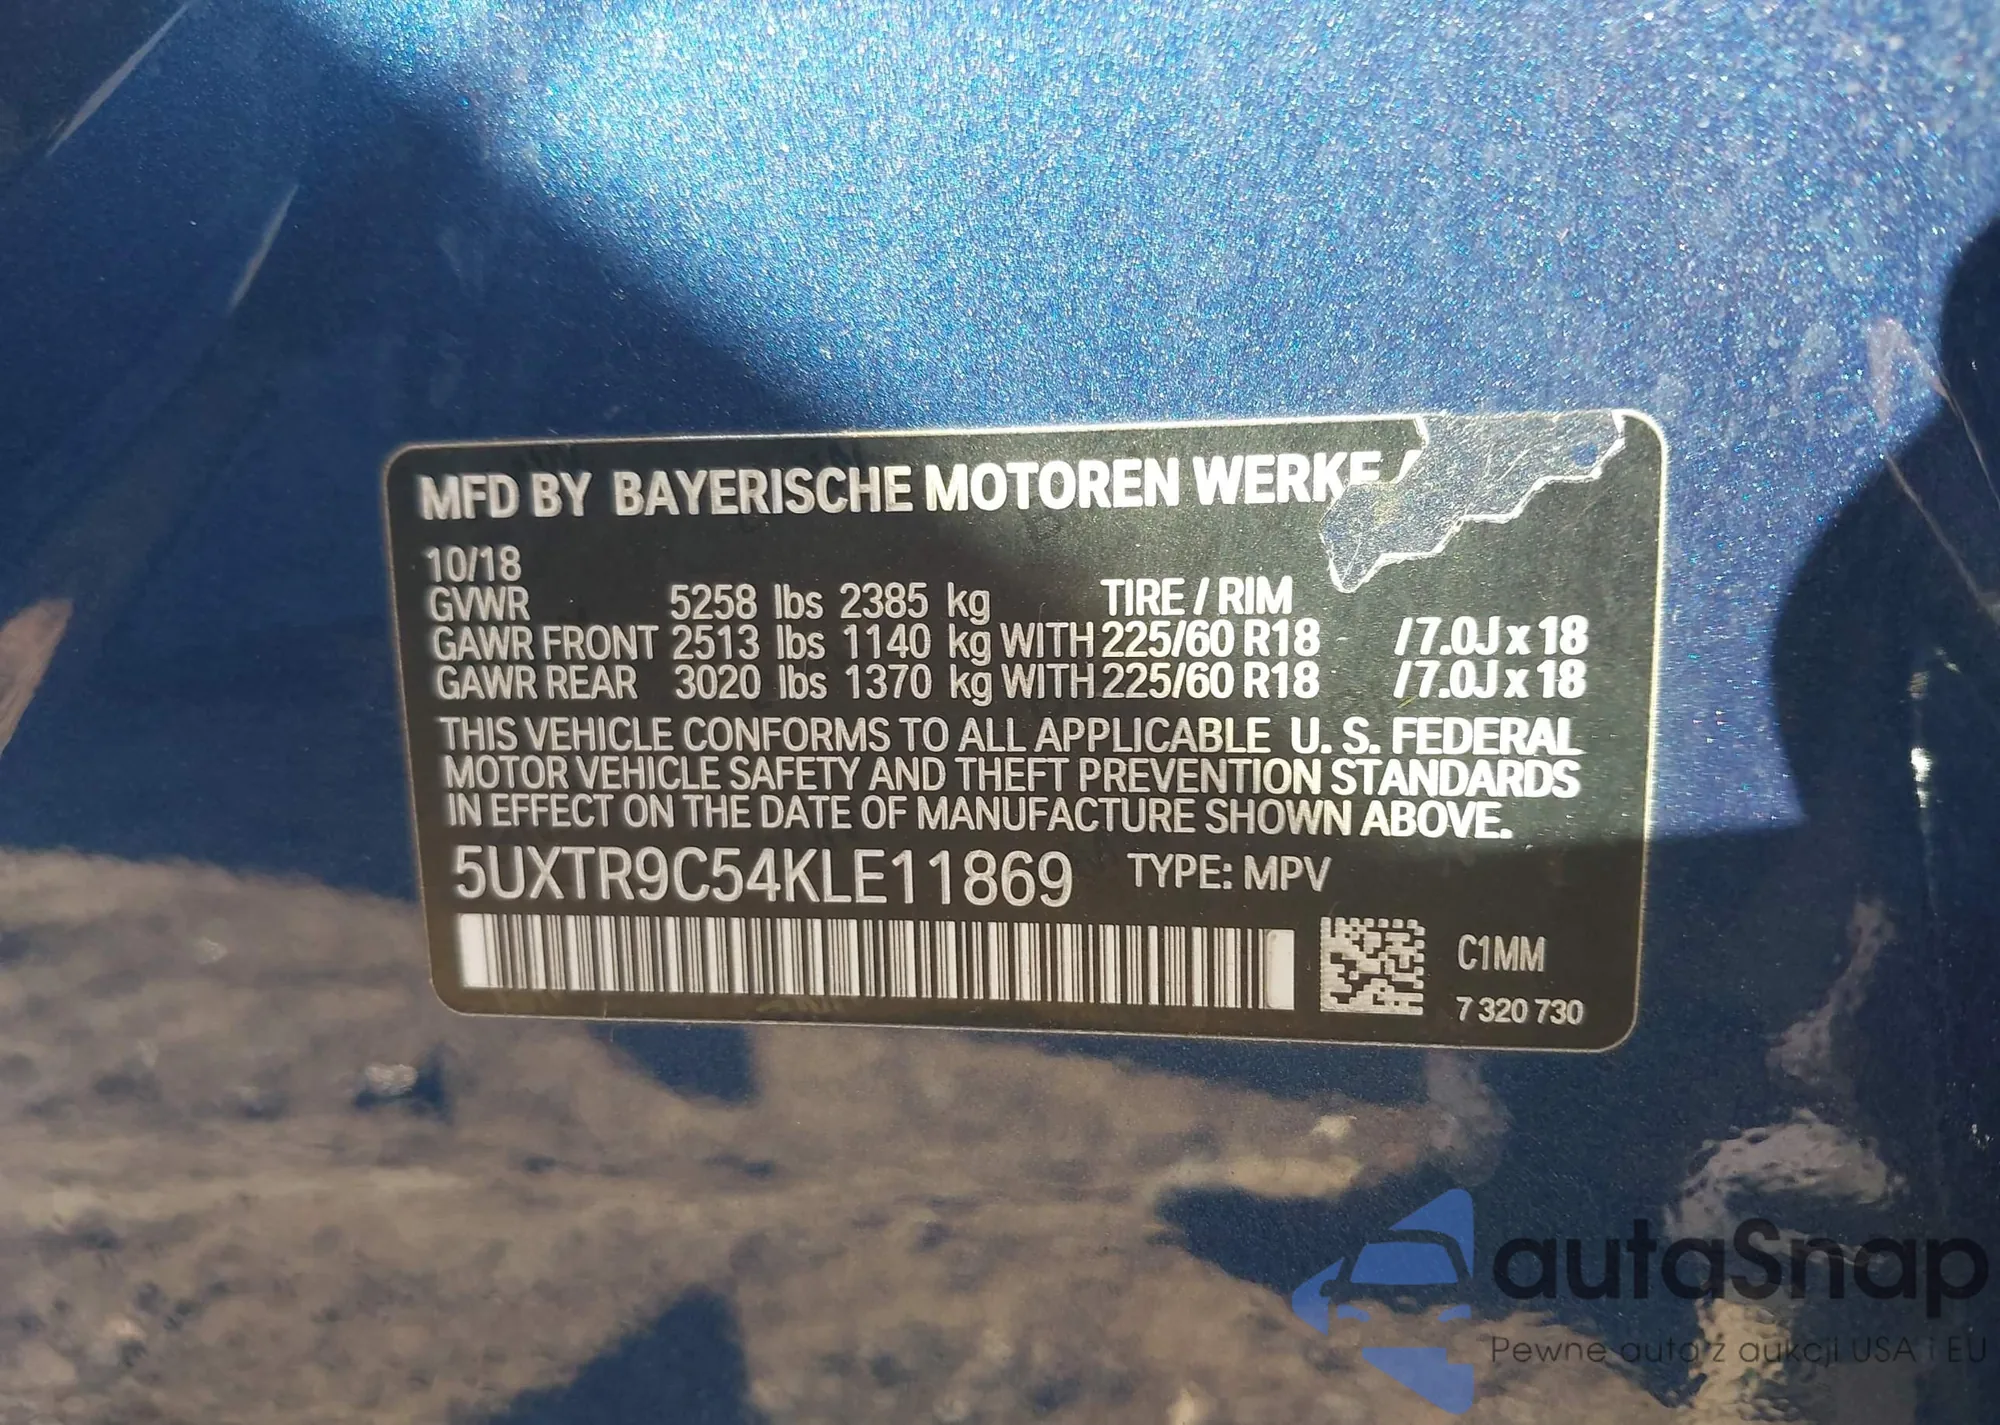 MFD BY BAYERISCHE MOTOREN WERKE
10/18
GVWR 5258 lbs 2385 kg TIRE / RIM
GAWR FRONT 2513 lbs 1140 kg WITH 225/60 R18 /7.0J x 18
GAWR REAR 3020 lbs 1370 kg WITH 225/60 R18 /7.0J x 18
THIS VEHICLE CONFORMS TO ALL APPLICABLE U. S. FEDERAL
MOTOR VEHICLE SAFETY AND THEFT PREVENTION STANDARDS
IN EFFECT ON THE DATE OF MANUFACTURE SHOWN ABOVE.
5UXTR9C54KLE11869 TYPE: MPV
C1MM
7 320 730
autaSnap
Pewne auta z aukcji USA i EU